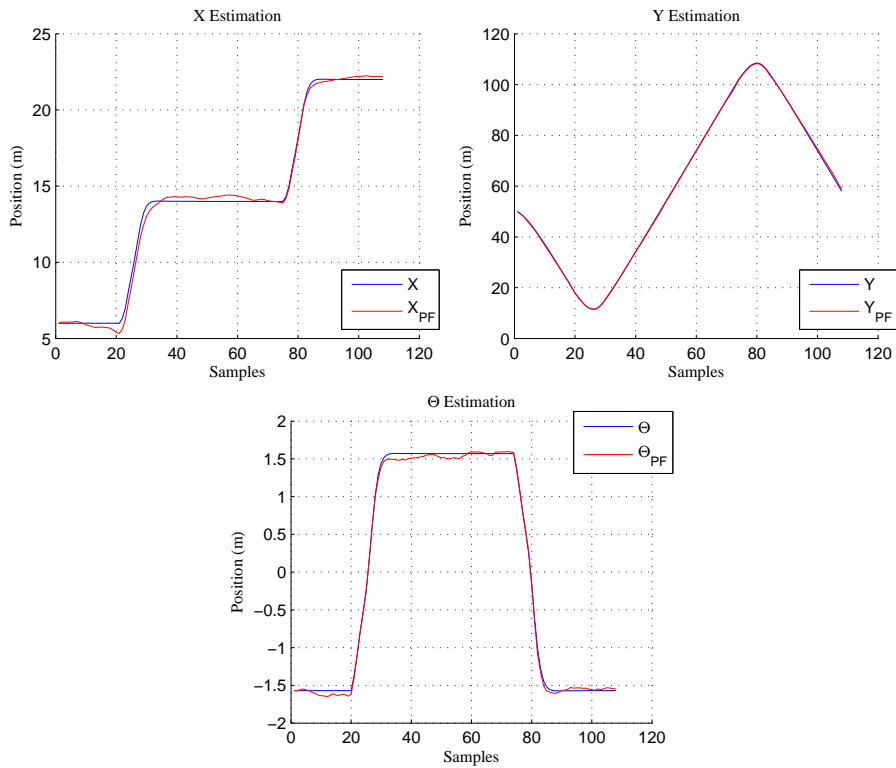 X Estimation
25
20
15
10
5
0
20
40
60
80
100
120
Position (m)
Samples
X
X_PF
Y Estimation
120
100
80
60
40
20
0
0
20
40
60
80
100
120
Position (m)
Samples
Y
Y_PF
Θ Estimation
2
1.5
1
0.5
0
−0.5
−1
−1.5
−2
0
20
40
60
80
100
120
Position (m)
Samples
Θ
Θ_PF